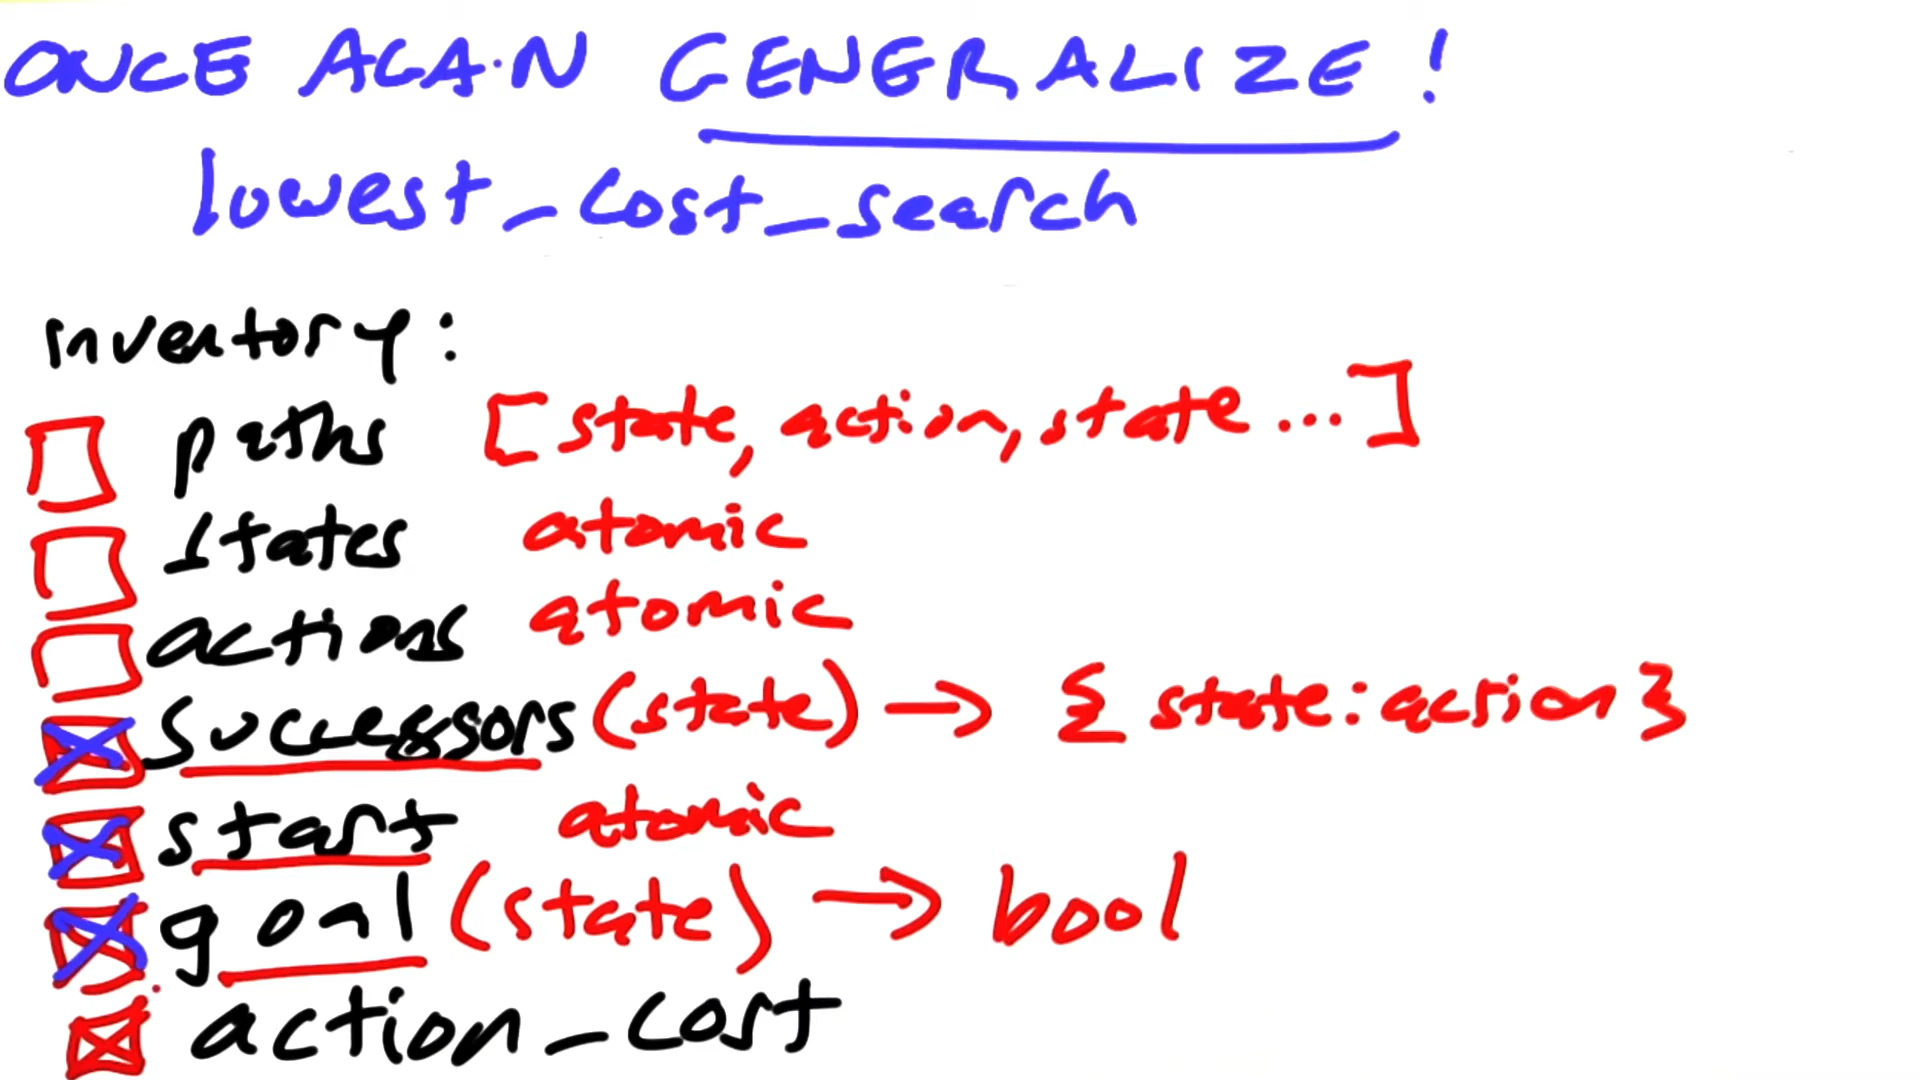 ONCE AGAIN GENERALIZE!
lowest_cost_search
inventory:
paths [state, action, state...]
states atomic
actions atomic
successors (state) → { state:action }
start atomic
goal (state) → bool
action_cost